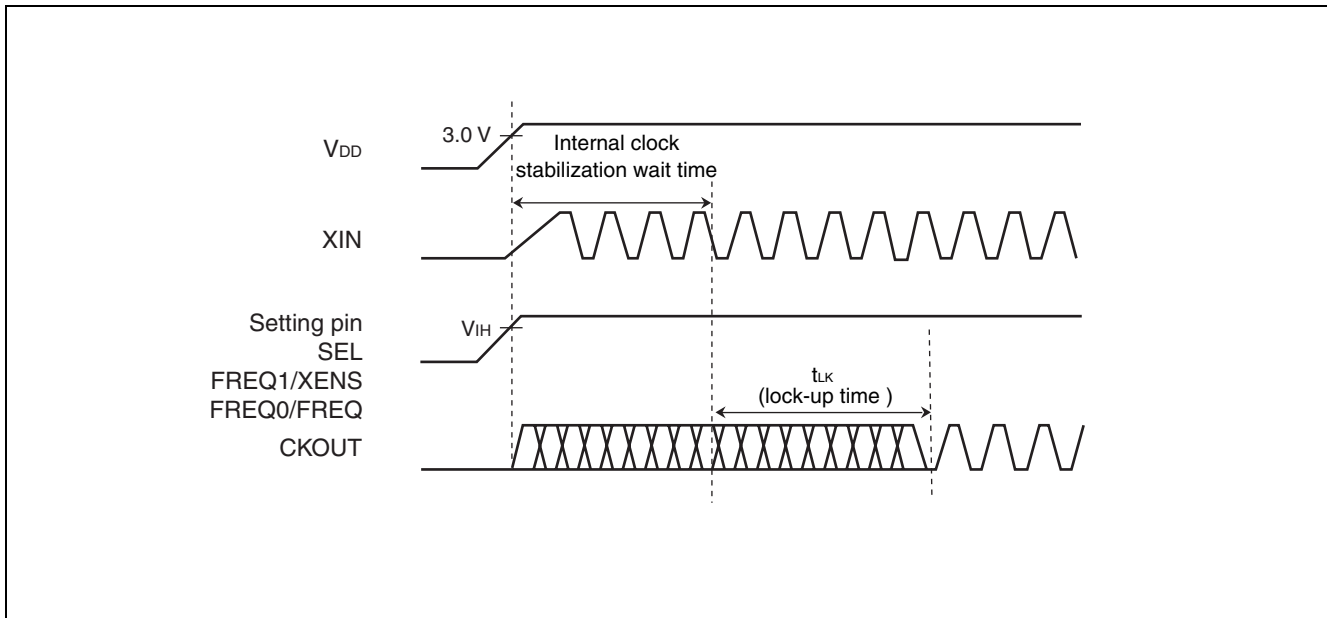 VDD
3.0 V
Internal clock
stabilization wait time
XIN
Setting pin
SEL
FREQ1/XENS
FREQ0/FREQ
VIH
tLK
(lock-up time )
CKOUT